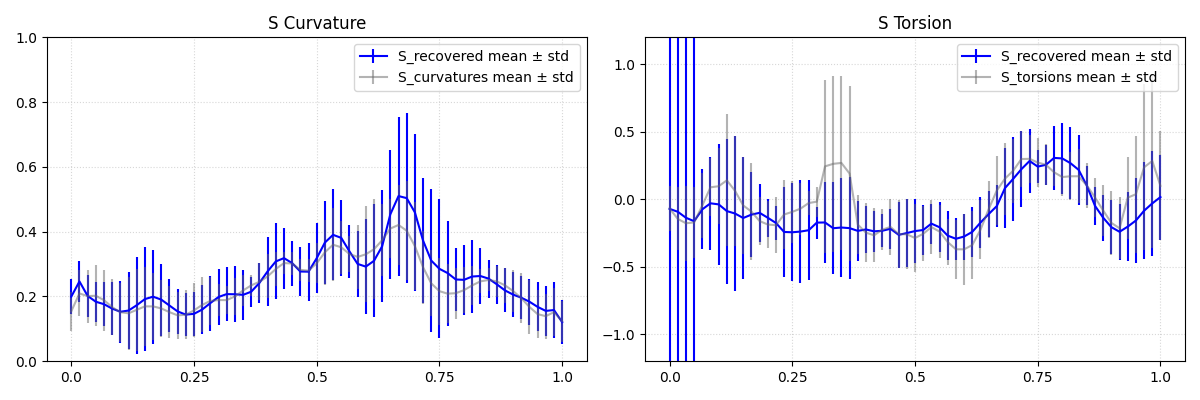 S Curvature
S_recovered mean ± std
S_curvatures mean ± std
1.0
0.8
0.6
0.4
0.2
0.0
0.0 0.25 0.5 0.75 1.0
S Torsion
S_recovered mean ± std
S_torsions mean ± std
1.0
0.5
0.0
−0.5
−1.0
0.0 0.25 0.5 0.75 1.0